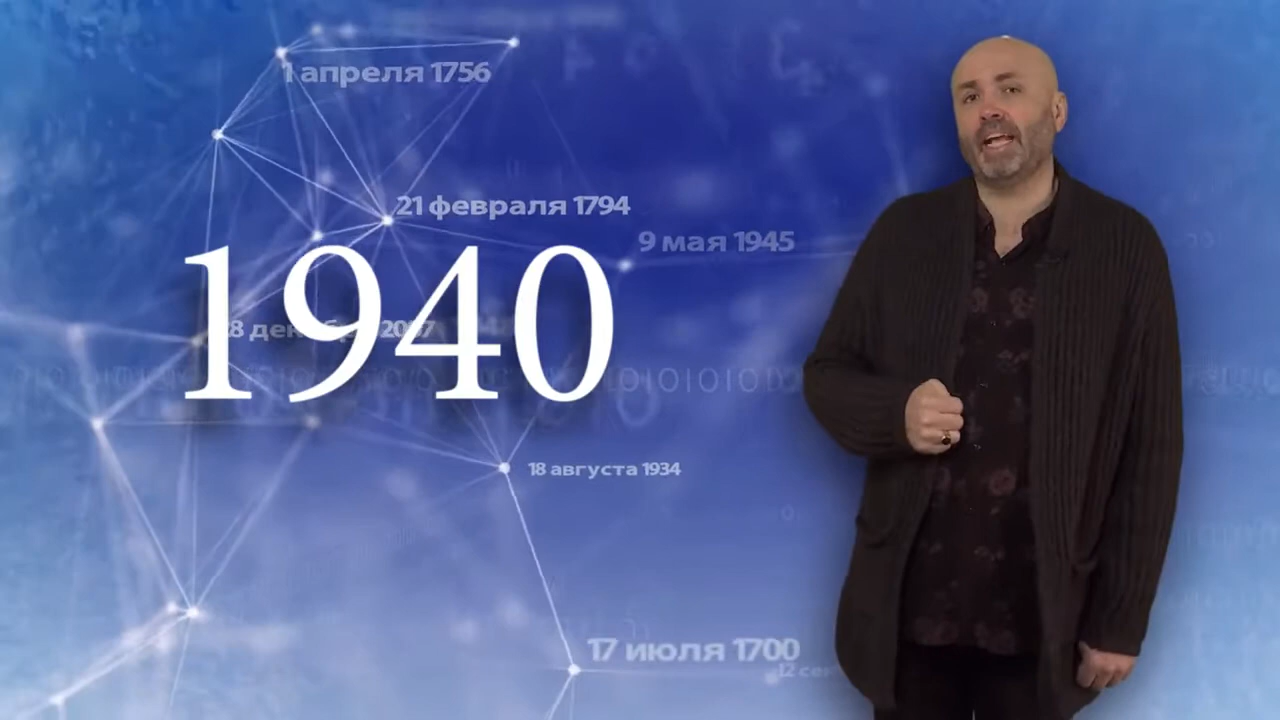 1 апреля 1756
21 февраля 1794
9 мая 1945
1940
18 августа 1934
17 июля 1700